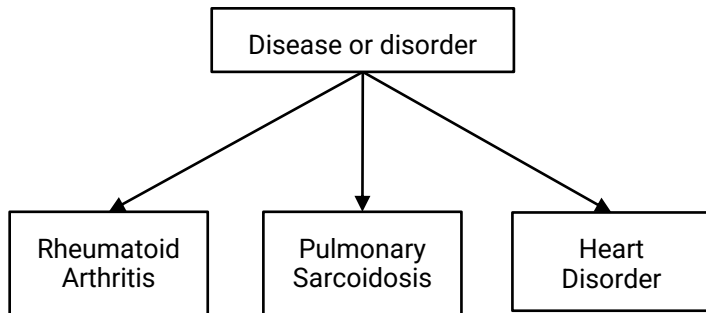 Disease or disorder
Rheumatoid
Arthritis
Pulmonary
Sarcoidosis
Heart
Disorder